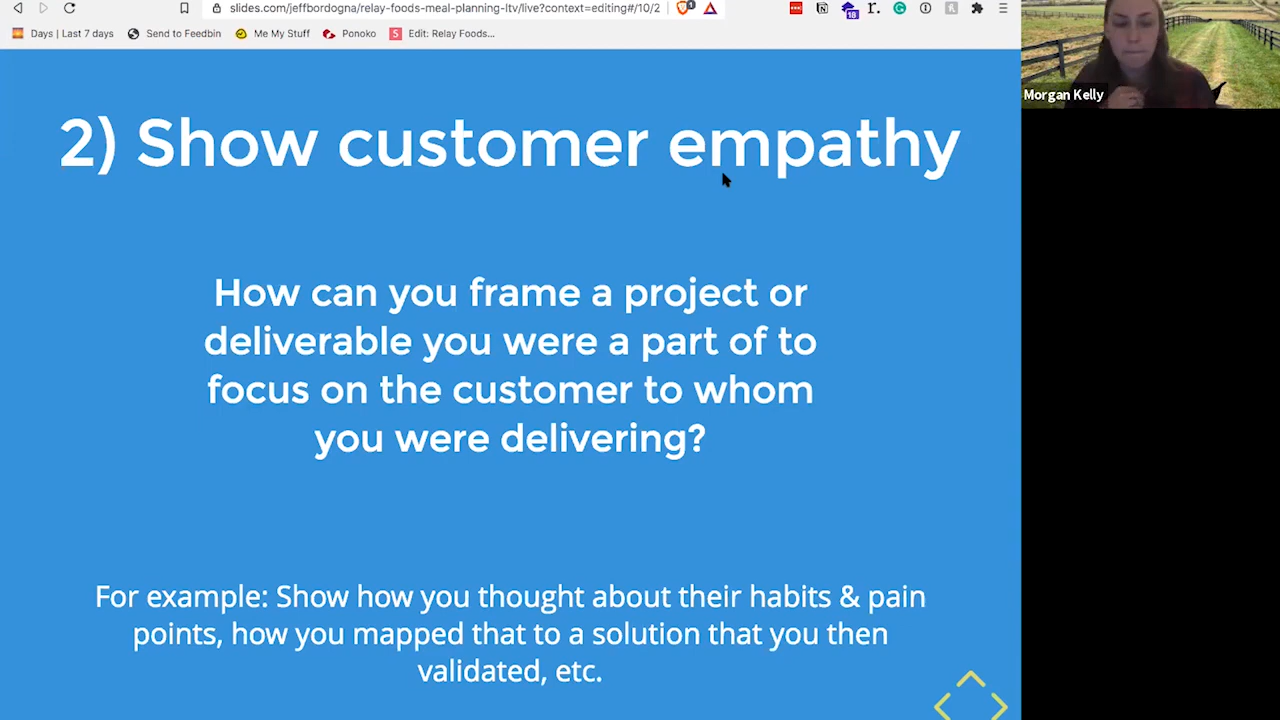 slides.com/jeffbordogna/relay-foods-meal-planning-ltv/live?context=editing#/10/2
1
18
r.
Days | Last 7 days
Send to Feedbin
Me My Stuff
Ponoko
S
Edit: Relay Foods...
Morgan Kelly
2) Show customer empathy
How can you frame a project or
deliverable you were a part of to
focus on the customer to whom
you were delivering?
For example: Show how you thought about their habits & pain
points, how you mapped that to a solution that you then
validated, etc.